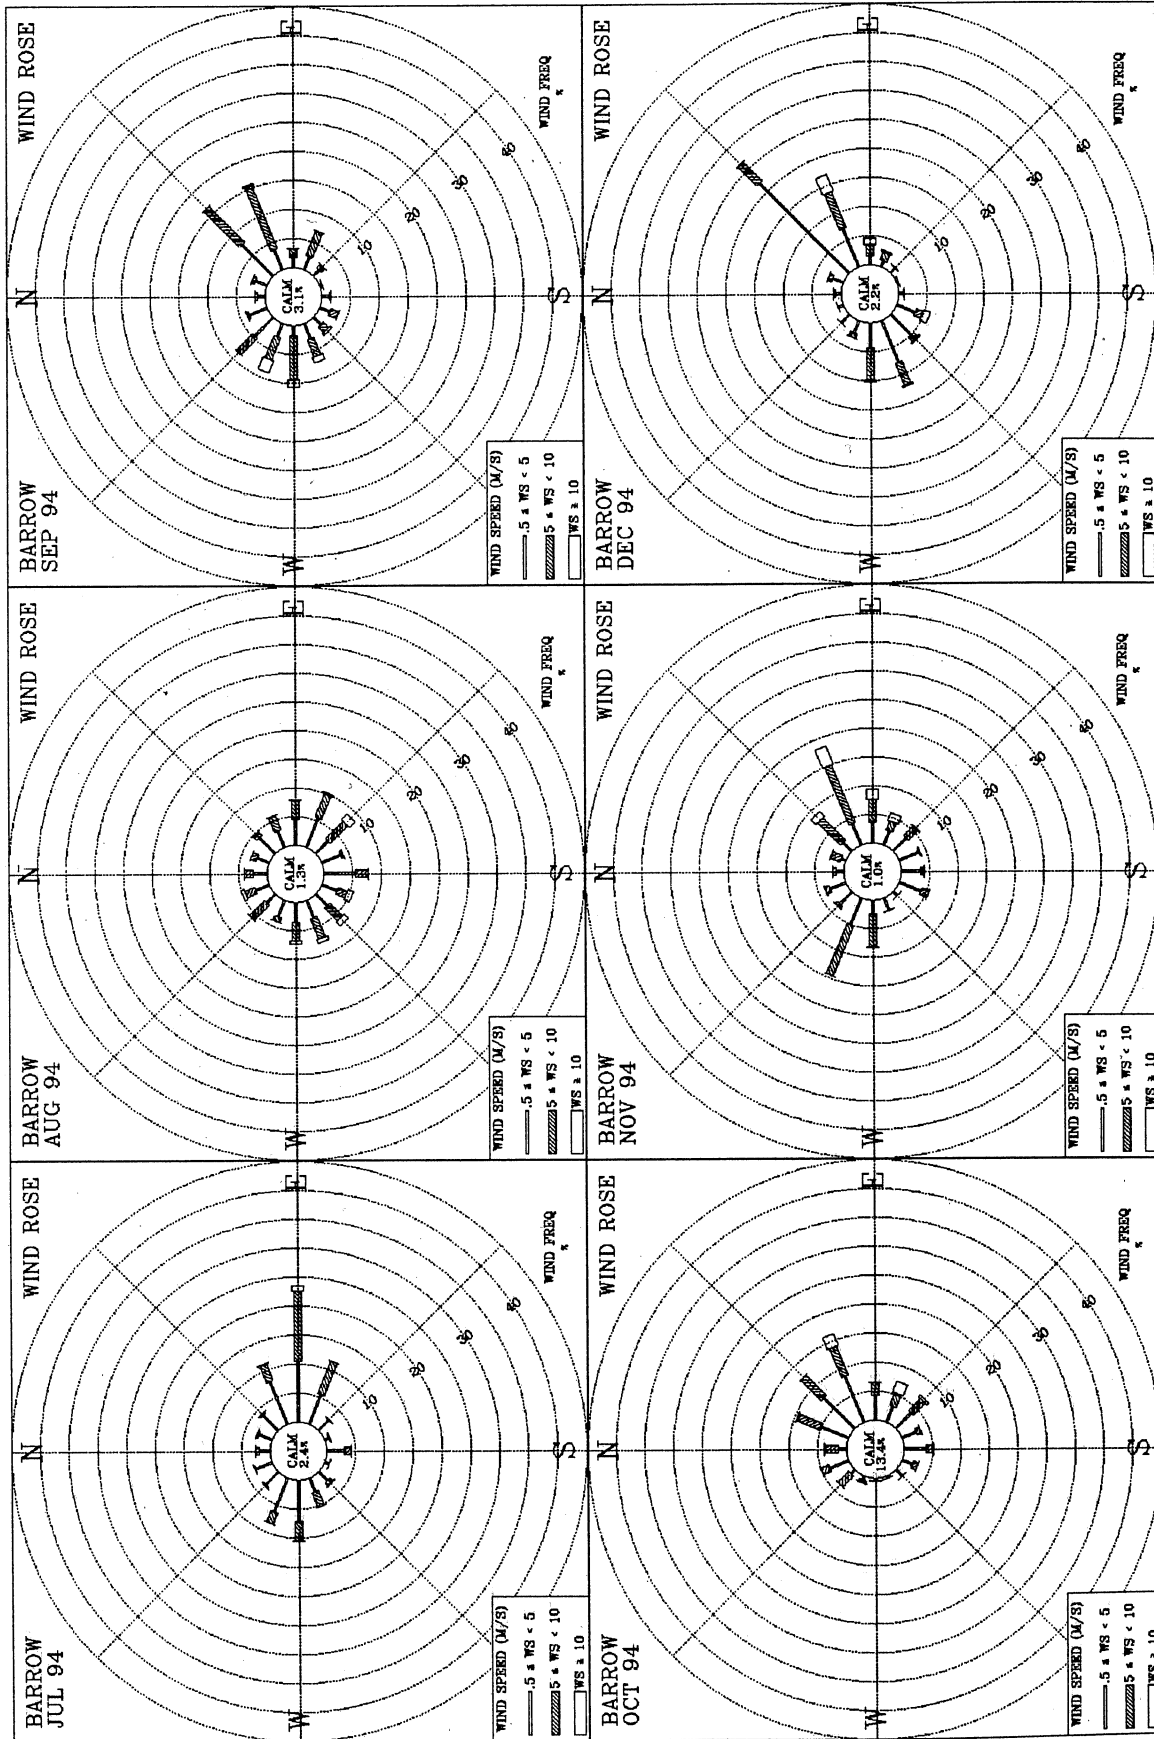 BARROW
SEP 94
WIND ROSE
N
E
S
W
CALM
3.1%
10
20
30
40
WIND FREQ
%
WIND SPEED (M/S)
.5 ≤ WS < 5
5 ≤ WS < 10
WS ≥ 10
BARROW
DEC 94
WIND ROSE
N
E
S
W
CALM
2.2%
10
20
30
40
WIND FREQ
%
WIND SPEED (M/S)
.5 ≤ WS < 5
5 ≤ WS < 10
WS ≥ 10
BARROW
AUG 94
WIND ROSE
N
E
S
W
CALM
1.3%
10
20
30
40
WIND FREQ
%
WIND SPEED (M/S)
.5 ≤ WS < 5
5 ≤ WS < 10
WS ≥ 10
BARROW
NOV 94
WIND ROSE
N
E
S
W
CALM
1.0%
10
20
30
40
WIND FREQ
%
WIND SPEED (M/S)
.5 ≤ WS < 5
5 ≤ WS < 10
WS ≥ 10
BARROW
JUL 94
WIND ROSE
N
E
S
W
CALM
2.4%
10
20
30
40
WIND FREQ
%
WIND SPEED (M/S)
.5 ≤ WS < 5
5 ≤ WS < 10
WS ≥ 10
BARROW
OCT 94
WIND ROSE
N
E
S
W
CALM
13.4%
10
20
30
40
WIND FREQ
%
WIND SPEED (M/S)
.5 ≤ WS < 5
5 ≤ WS < 10
WS ≥ 10